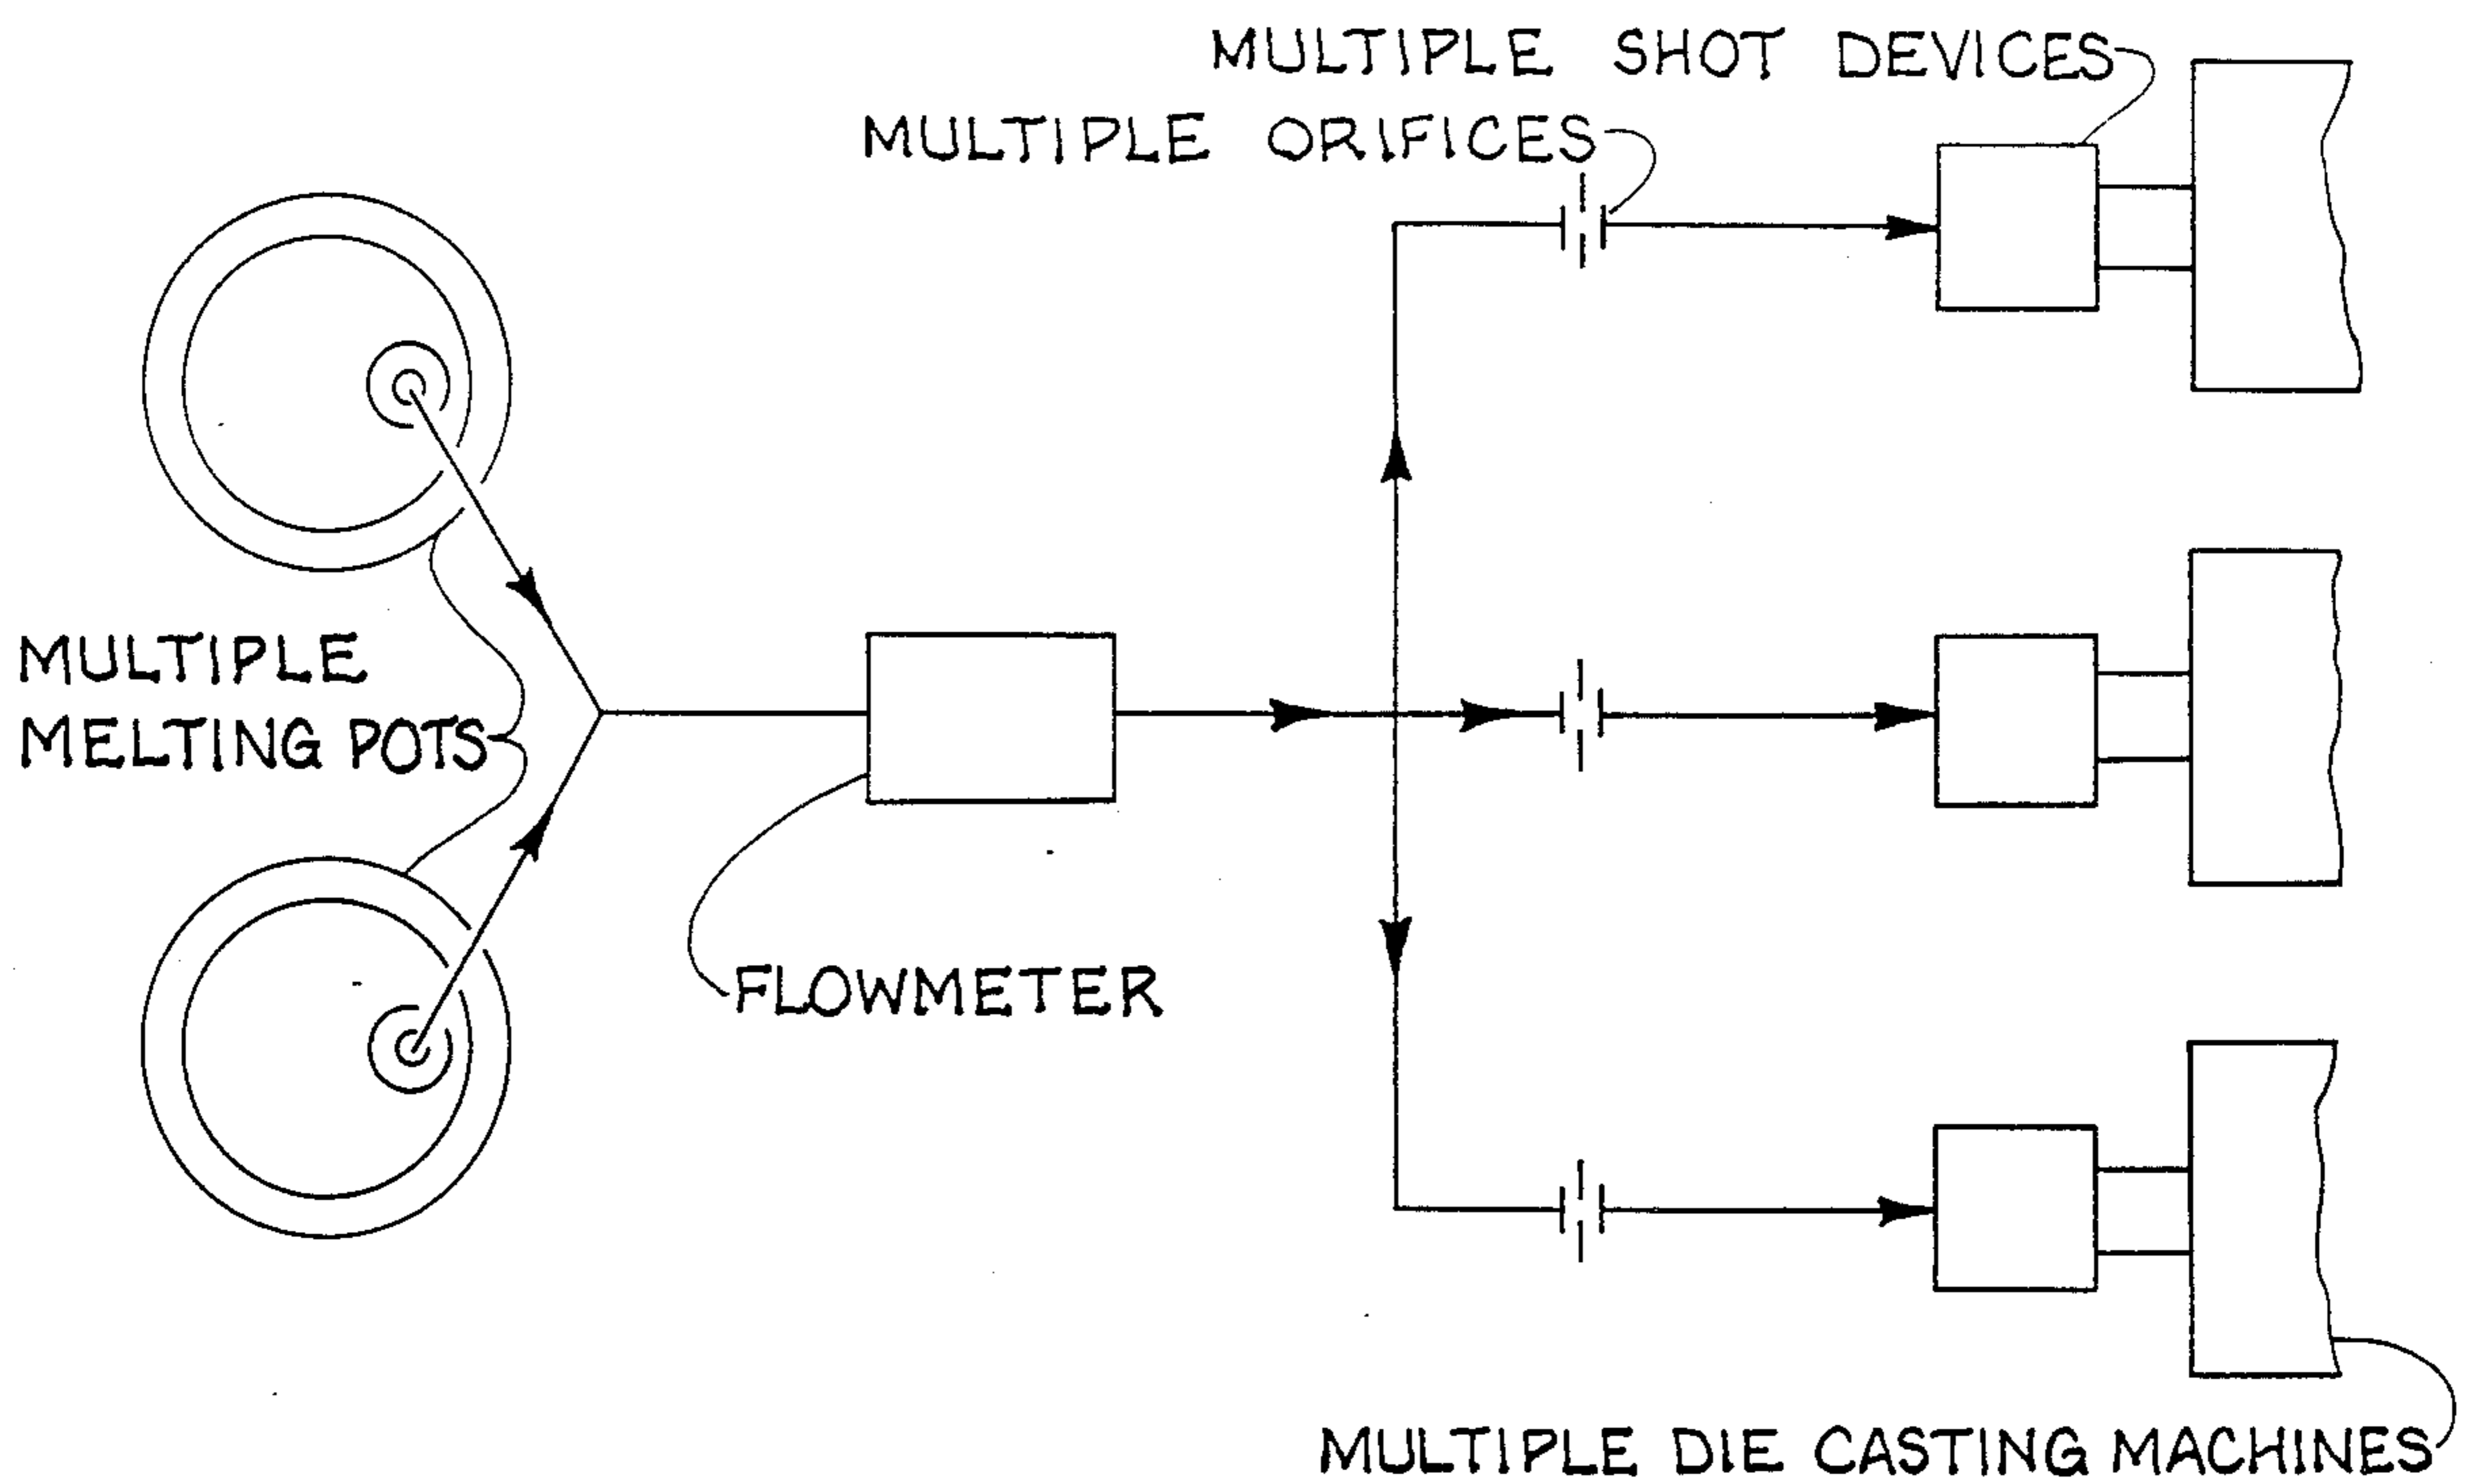 MULTIPLE SHOT DEVICES
MULTIPLE ORIFICES
MULTIPLE
MELTING POTS
FLOWMETER
MULTIPLE DIE CASTING MACHINES